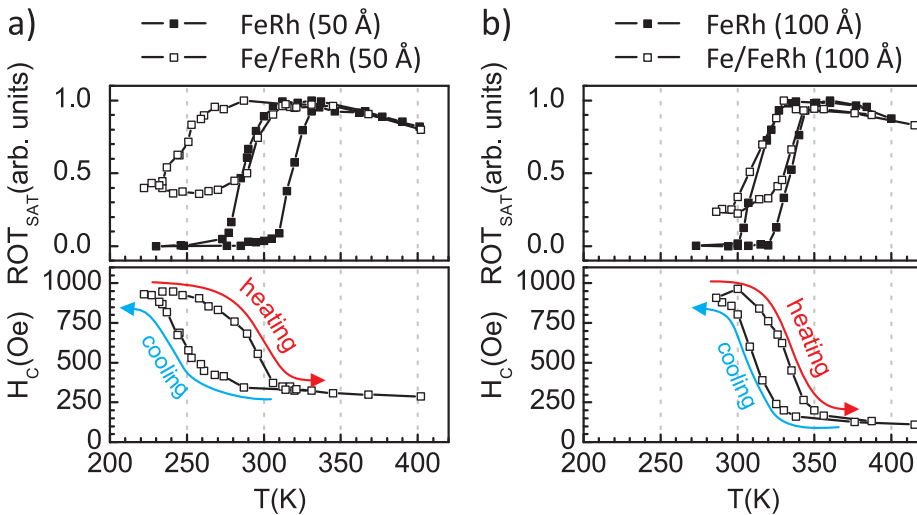 a)
FeRh (50 Å)
Fe/FeRh (50 Å)
b)
FeRh (100 Å)
Fe/FeRh (100 Å)
ROT_SAT (arb. units)
1.0
0.5
0.0
ROT_SAT (arb. units)
1.0
0.5
0.0
H_C (Oe)
1000
750
500
250
0
heating
cooling
H_C (Oe)
1000
750
500
250
0
heating
cooling
200 250 300 350 400
T(K)
200 250 300 350 400
T(K)